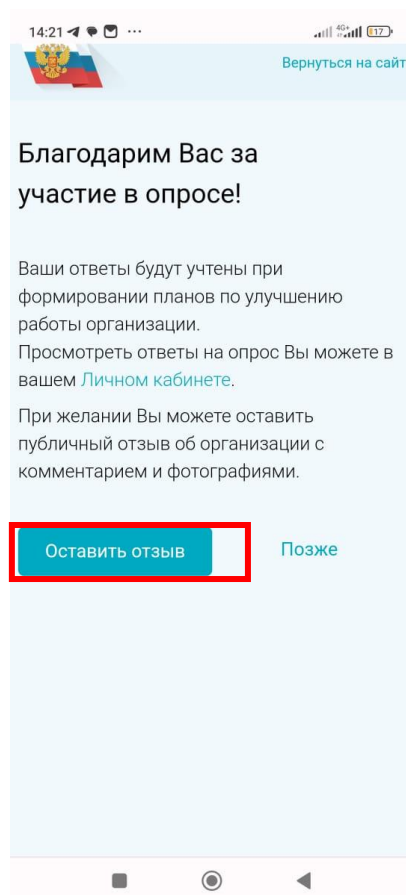 14:21 ... 4G+ 17
Вернуться на сайт
Благодарим Вас за
участие в опросе!
Ваши ответы будут учтены при
формировании планов по улучшению
работы организации.
Просмотреть ответы на опрос Вы можете в
вашем Личном кабинете.
При желании Вы можете оставить
публичный отзыв об организации с
комментарием и фотографиями.
Оставить отзыв Позже